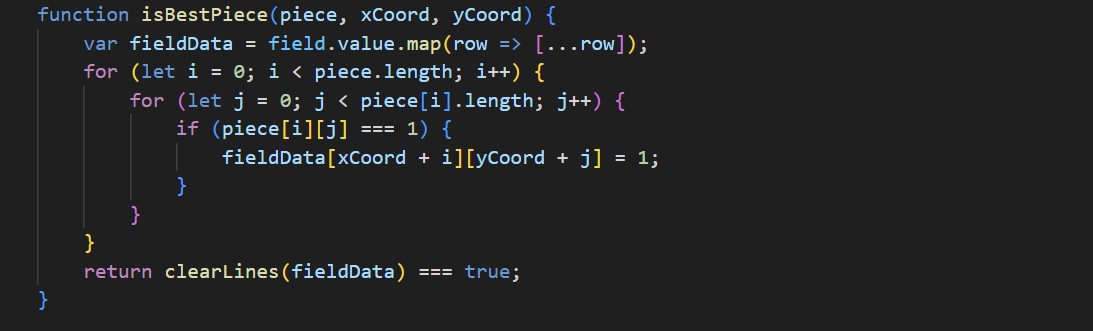 function isBestPiece(piece, xCoord, yCoord) {
    var fieldData = field.value.map(row => [...row]);
    for (let i = 0; i < piece.length; i++) {
        for (let j = 0; j < piece[i].length; j++) {
            if (piece[i][j] === 1) {
                fieldData[xCoord + i][yCoord + j] = 1;
            }
        }
    }
    return clearLines(fieldData) === true;
}